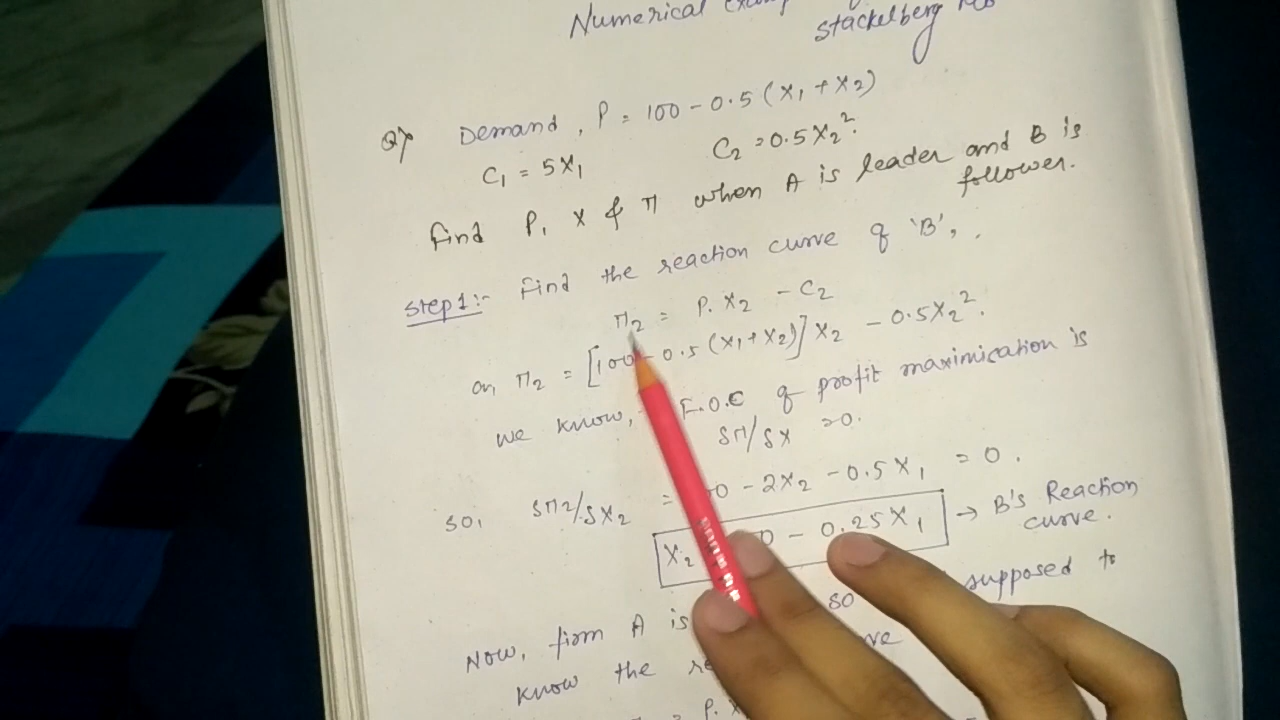 Numerical
stackelberg
Q) Demand, P = 100 - 0.5 (X₁ + X₂)
C₁ = 5X₁ C₂ = 0.5X₂².
Find P, X & π when A is leader and B is
follower.
Step 1:- Find the reaction curve of 'B',.
π₂ = P. X₂ - C₂
or, π₂ = [100 - 0.5 (X₁ + X₂)] X₂ - 0.5X₂².
We know, F.O.C of profit maximication is
δπ/δX = 0.
So, δπ₂/δX₂ = 0 - 2X₂ - 0.5X₁ = 0.
X₂ 0 - 0.25X₁ → B's Reaction
curve.
Now, firm A is so supposed to
know the
= P. X